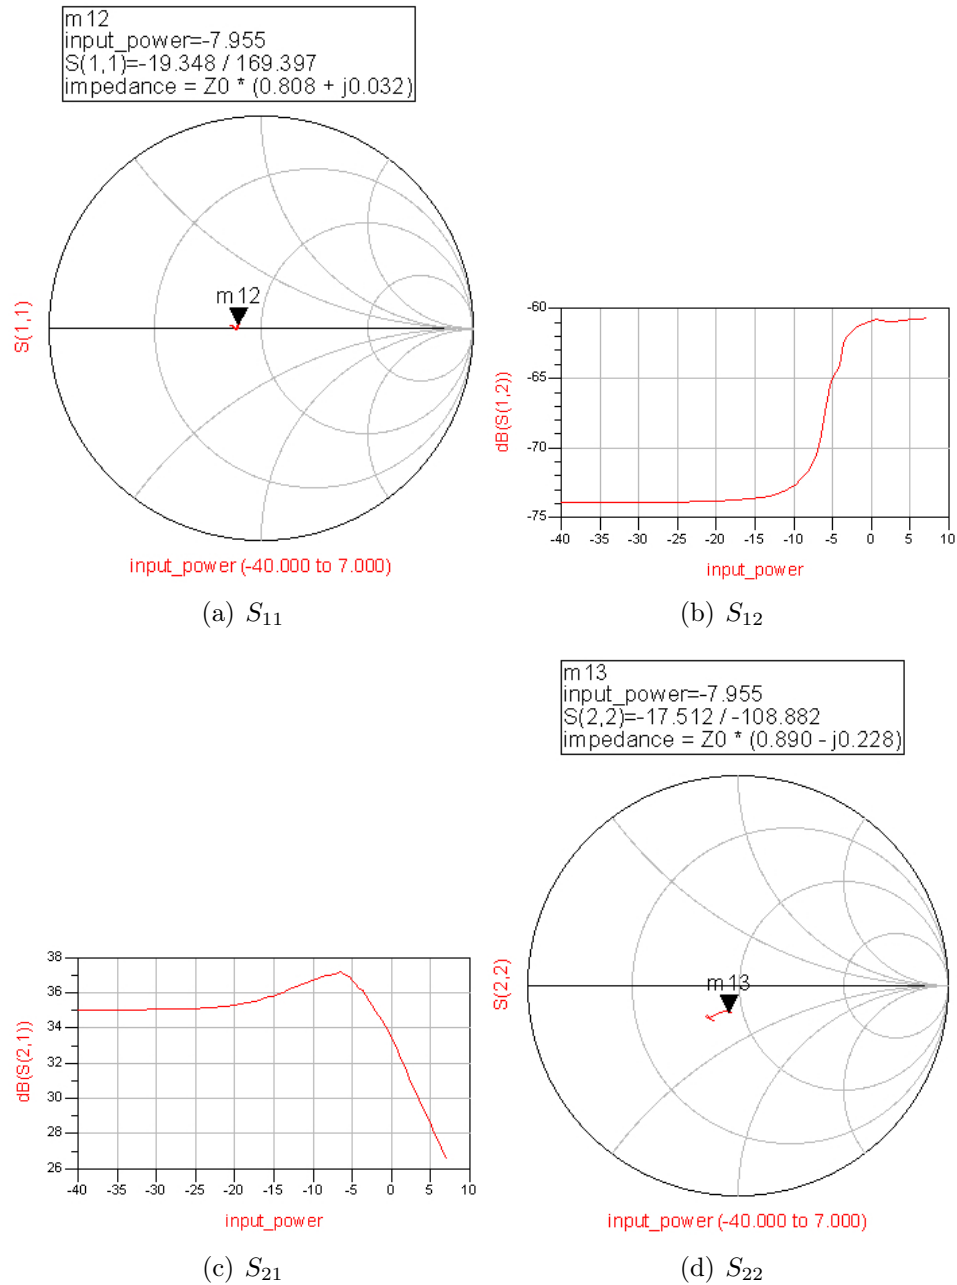 m12
input_power=-7.955
S(1,1)=-19.348 / 169.397
impedance = Z0 * (0.808 + j0.032)
m12
S(1,1)
input_power (-40.000 to 7.000)
(a) S11
-60
-65
-70
-75
dB(S(1,2))
-40 -35 -30 -25 -20 -15 -10 -5 0 5 10
input_power
(b) S12
38
36
34
32
30
28
26
dB(S(2,1))
-40 -35 -30 -25 -20 -15 -10 -5 0 5 10
input_power
(c) S21
m13
input_power=-7.955
S(2,2)=-17.512 / -108.882
impedance = Z0 * (0.890 - j0.228)
m13
S(2,2)
input_power (-40.000 to 7.000)
(d) S22